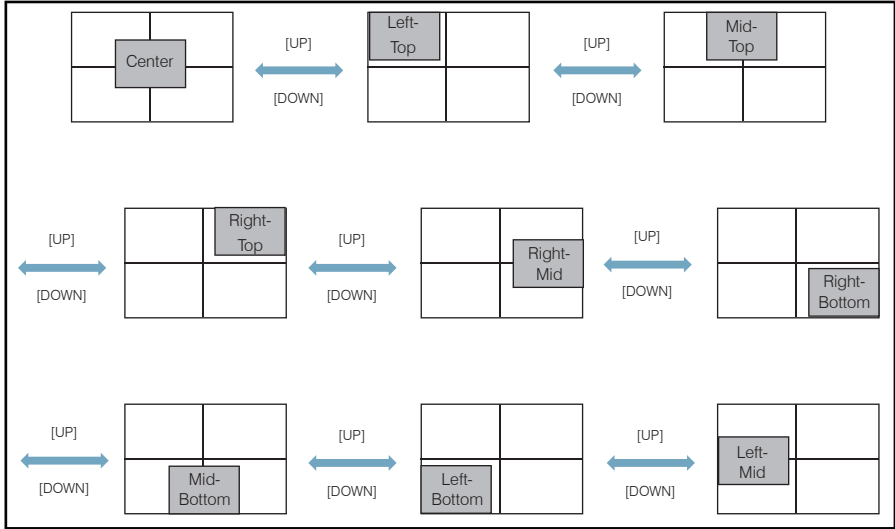 Center
[UP]
[DOWN]
Left-
Top
[UP]
[DOWN]
Mid-
Top
[UP]
[DOWN]
Right-
Top
[UP]
[DOWN]
Right-
Mid
[UP]
[DOWN]
Right-
Bottom
[UP]
[DOWN]
Mid-
Bottom
[UP]
[DOWN]
Left-
Bottom
[UP]
[DOWN]
Left-
Mid